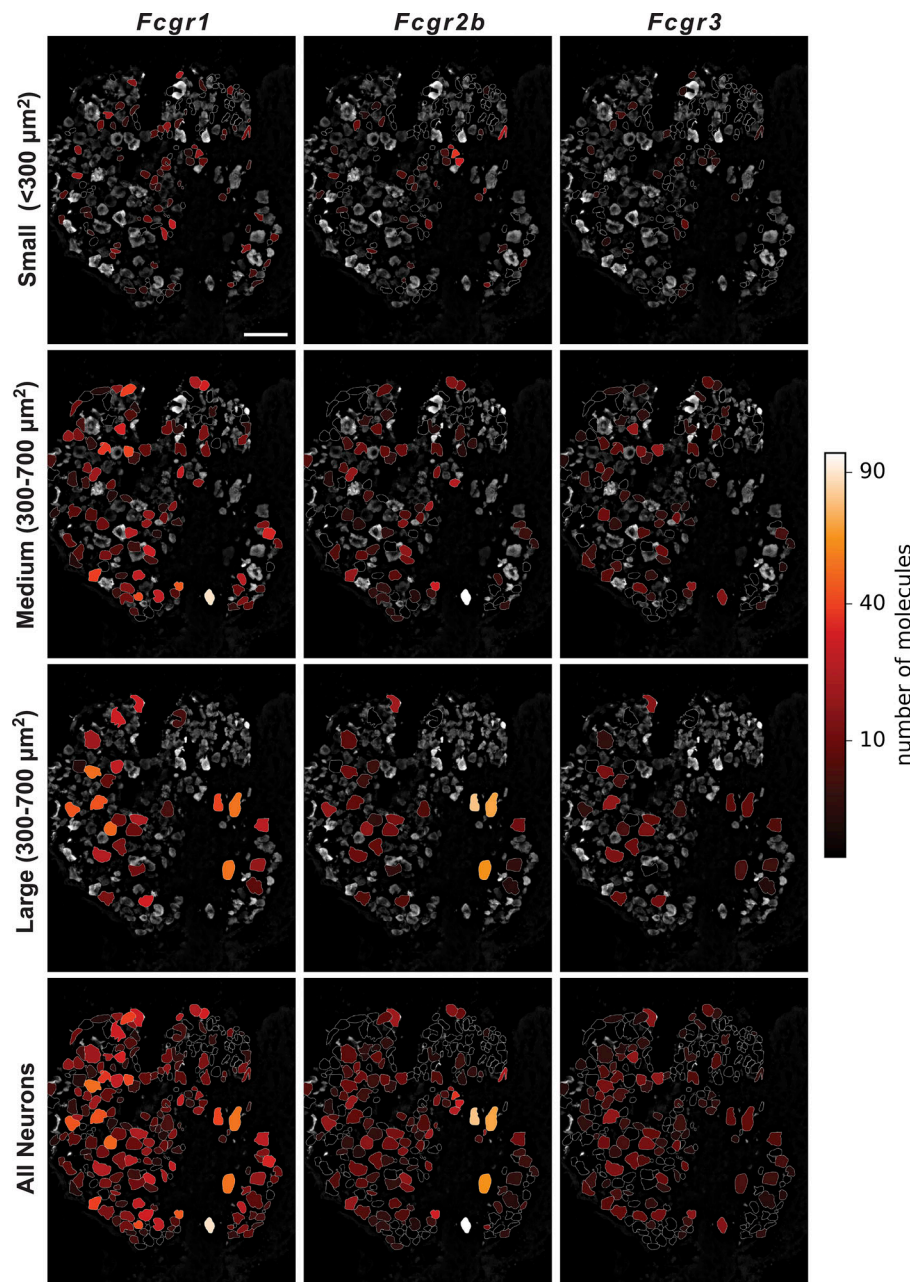 Fcgr1 Fcgr2b Fcgr3
Small (<300 µm²)
Medium (300-700 µm²)
Large (300-700 µm²)
All Neurons
90
40
10
number of molecules